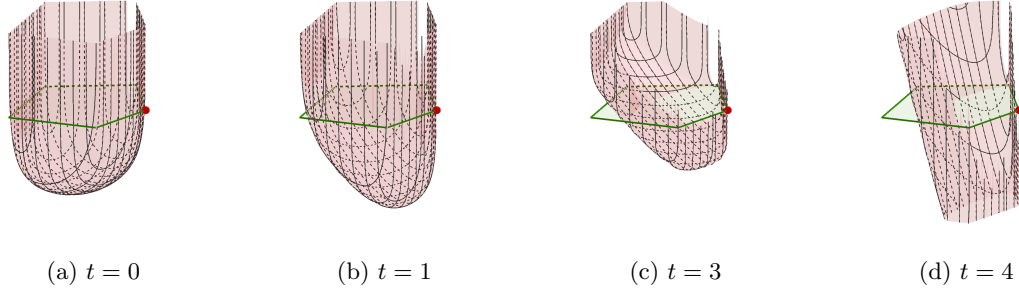 (a) t = 0 (b) t = 1 (c) t = 3 (d) t = 4